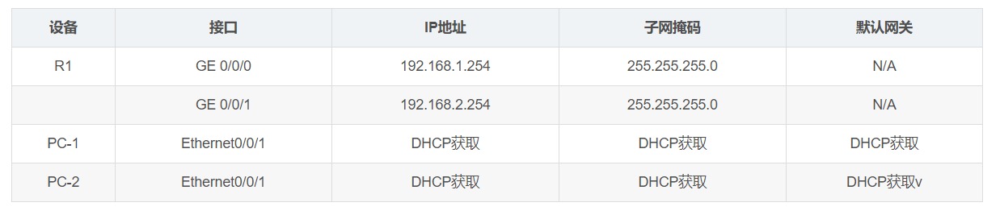 设备 接口 IP地址 子网掩码 默认网关
R1 GE 0/0/0 192.168.1.254 255.255.255.0 N/A
GE 0/0/1 192.168.2.254 255.255.255.0 N/A
PC-1 Ethernet0/0/1 DHCP获取 DHCP获取 DHCP获取
PC-2 Ethernet0/0/1 DHCP获取 DHCP获取 DHCP获取v